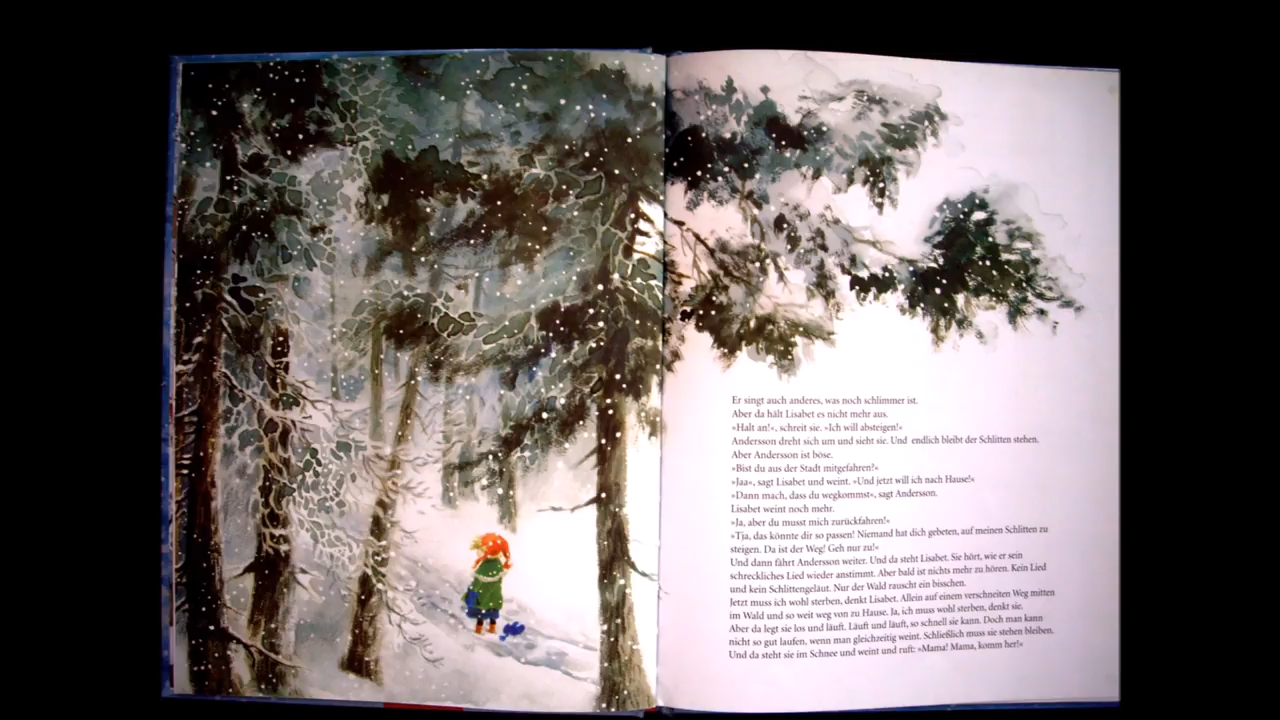 Er singt auch anderes, was noch schlimmer ist.
Aber da hält Lisabet es nicht mehr aus.
»Halt an!«, schreit sie. »Ich will absteigen!«
Andersson dreht sich um und sieht sie. Und endlich bleibt der Schlitten stehen.
Aber Andersson ist böse.
»Bist du aus der Stadt mitgefahren?«
»Jaa«, sagt Lisabet und weint. »Und jetzt will ich nach Hause!«
»Dann mach, dass du wegkommst«, sagt Andersson.
Lisabet weint noch mehr.
»Ja, aber du musst mich zurückfahren!«
»Tja, das könnte dir so passen! Niemand hat dich gebeten, auf meinen Schlitten zu
steigen. Da ist der Weg! Geh nur zu!«
Und dann fährt Andersson weiter. Und da steht Lisabet. Sie hört, wie er sein
schreckliches Lied wieder anstimmt. Aber bald ist nichts mehr zu hören. Kein Lied
und kein Schlittengeläut. Nur der Wald rauscht ein bisschen.
Jetzt muss ich wohl sterben, denkt Lisabet. Allein auf einem verschneiten Weg mitten
im Wald und so weit weg von zu Hause. Ja, ich muss wohl sterben, denkt sie.
Aber da legt sie los und läuft. Läuft und läuft, so schnell sie kann. Doch man kann
nicht so gut laufen, wenn man gleichzeitig weint. Schließlich muss sie stehen bleiben.
Und da steht sie im Schnee und weint und ruft: »Mama! Mama, komm her!«